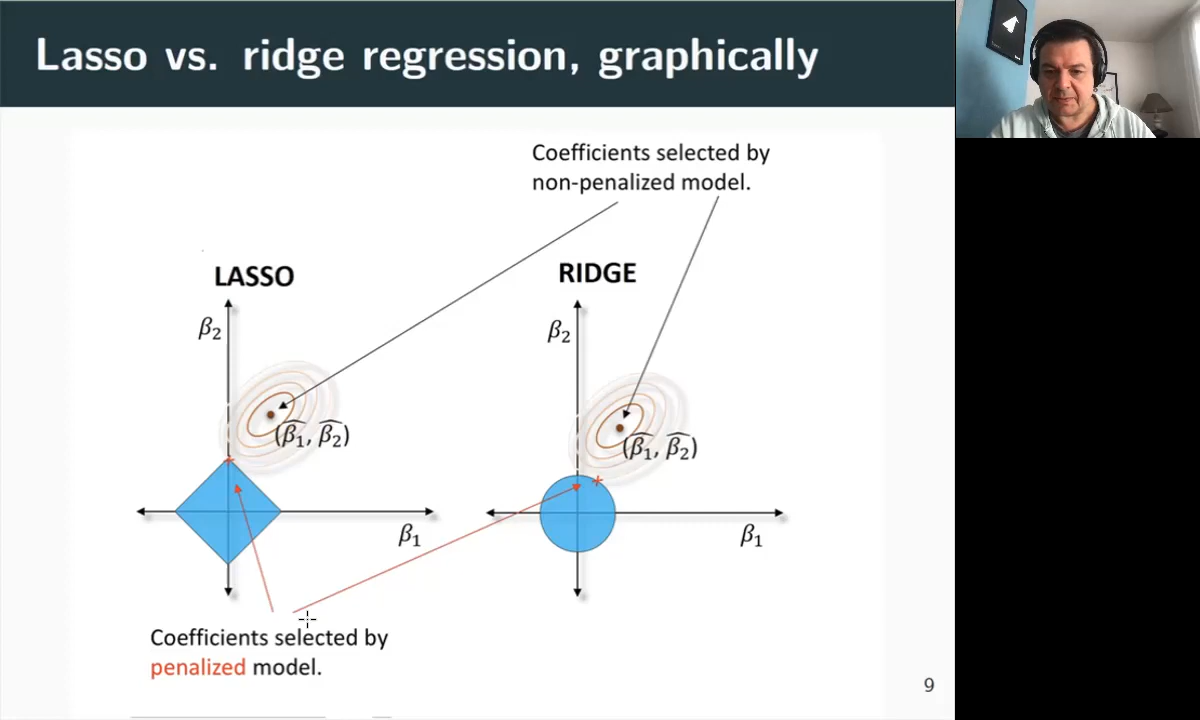 Lasso vs. ridge regression, graphically
Coefficients selected by
non-penalized model.
LASSO
RIDGE
β₂
β₂
(β̂₁, β̂₂)
(β̂₁, β̂₂)
β₁
β₁
Coefficients selected by
penalized model.
9